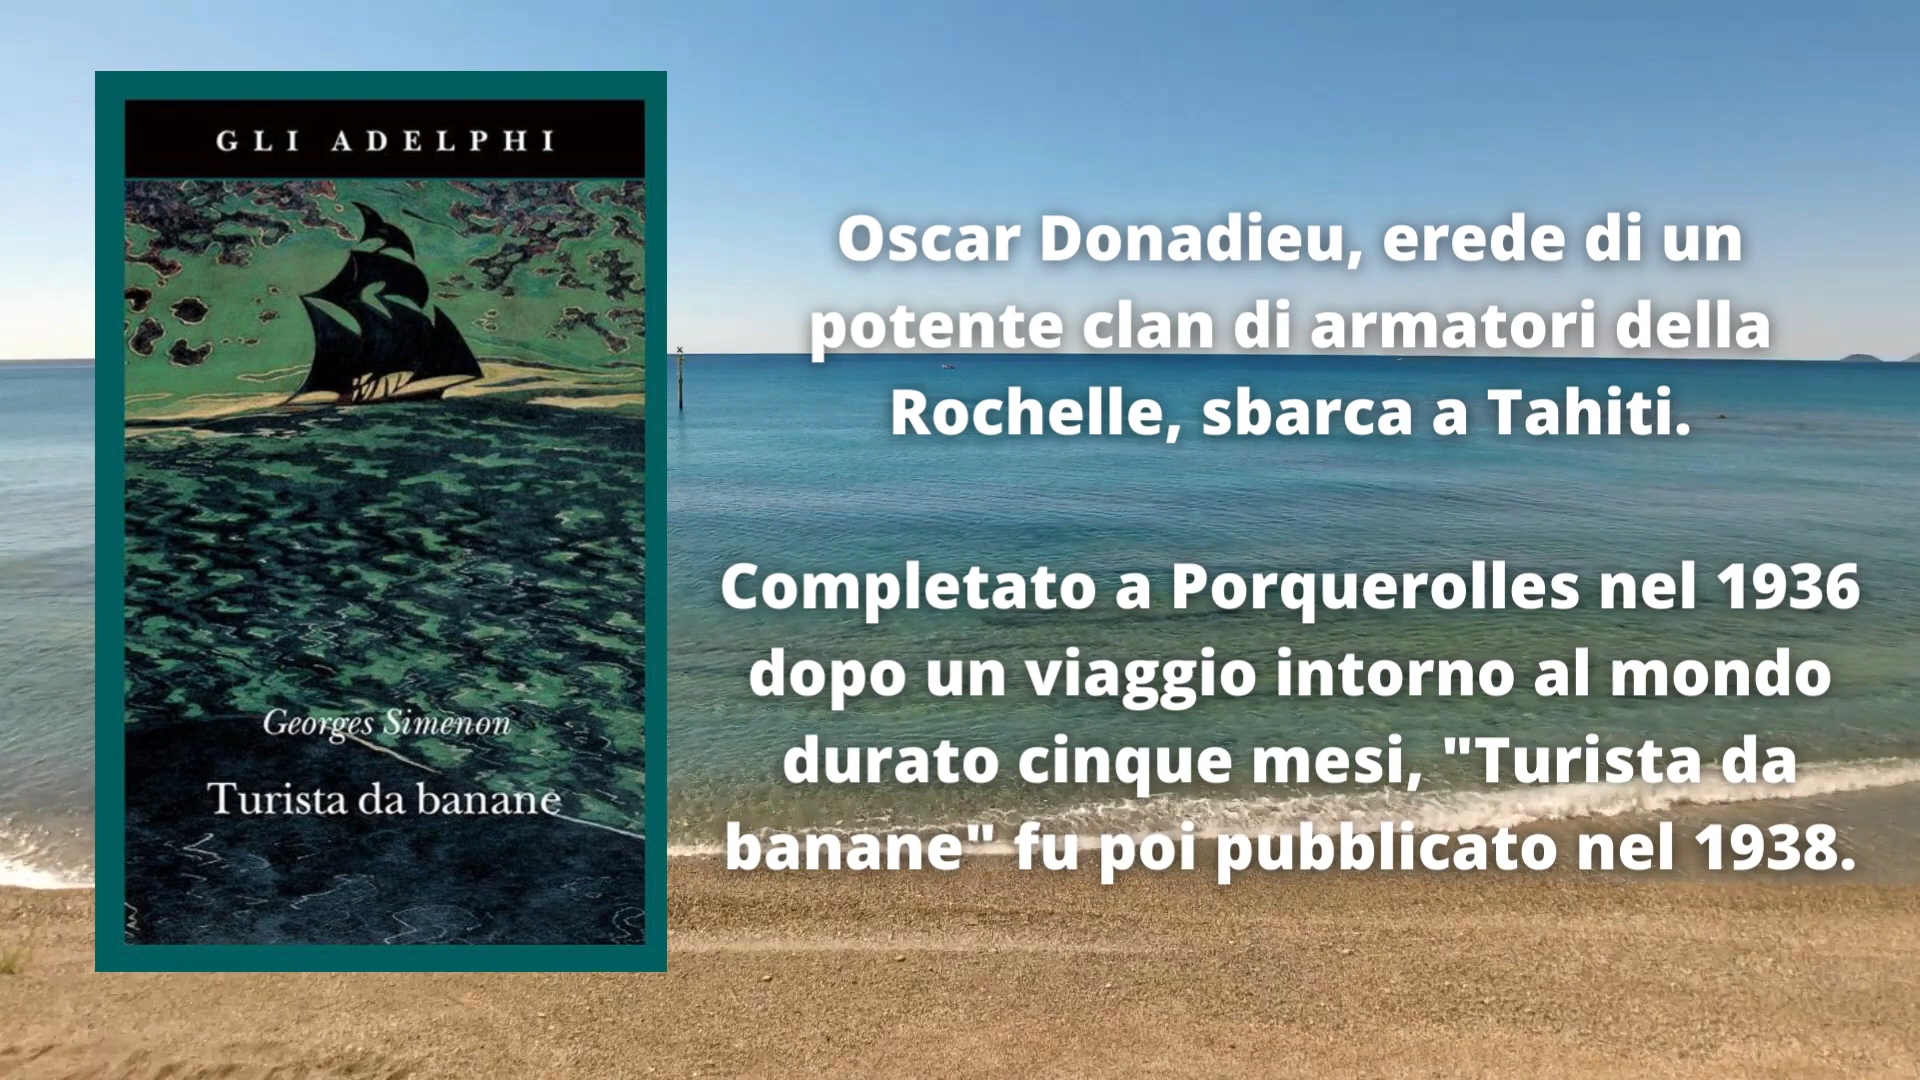 GLI ADELPHI
Georges Simenon
Turista da banane
Oscar Donadieu, erede di un
potente clan di armatori della
Rochelle, sbarca a Tahiti.
Completato a Porquerolles nel 1936
dopo un viaggio intorno al mondo
durato cinque mesi, "Turista da
banane" fu poi pubblicato nel 1938.